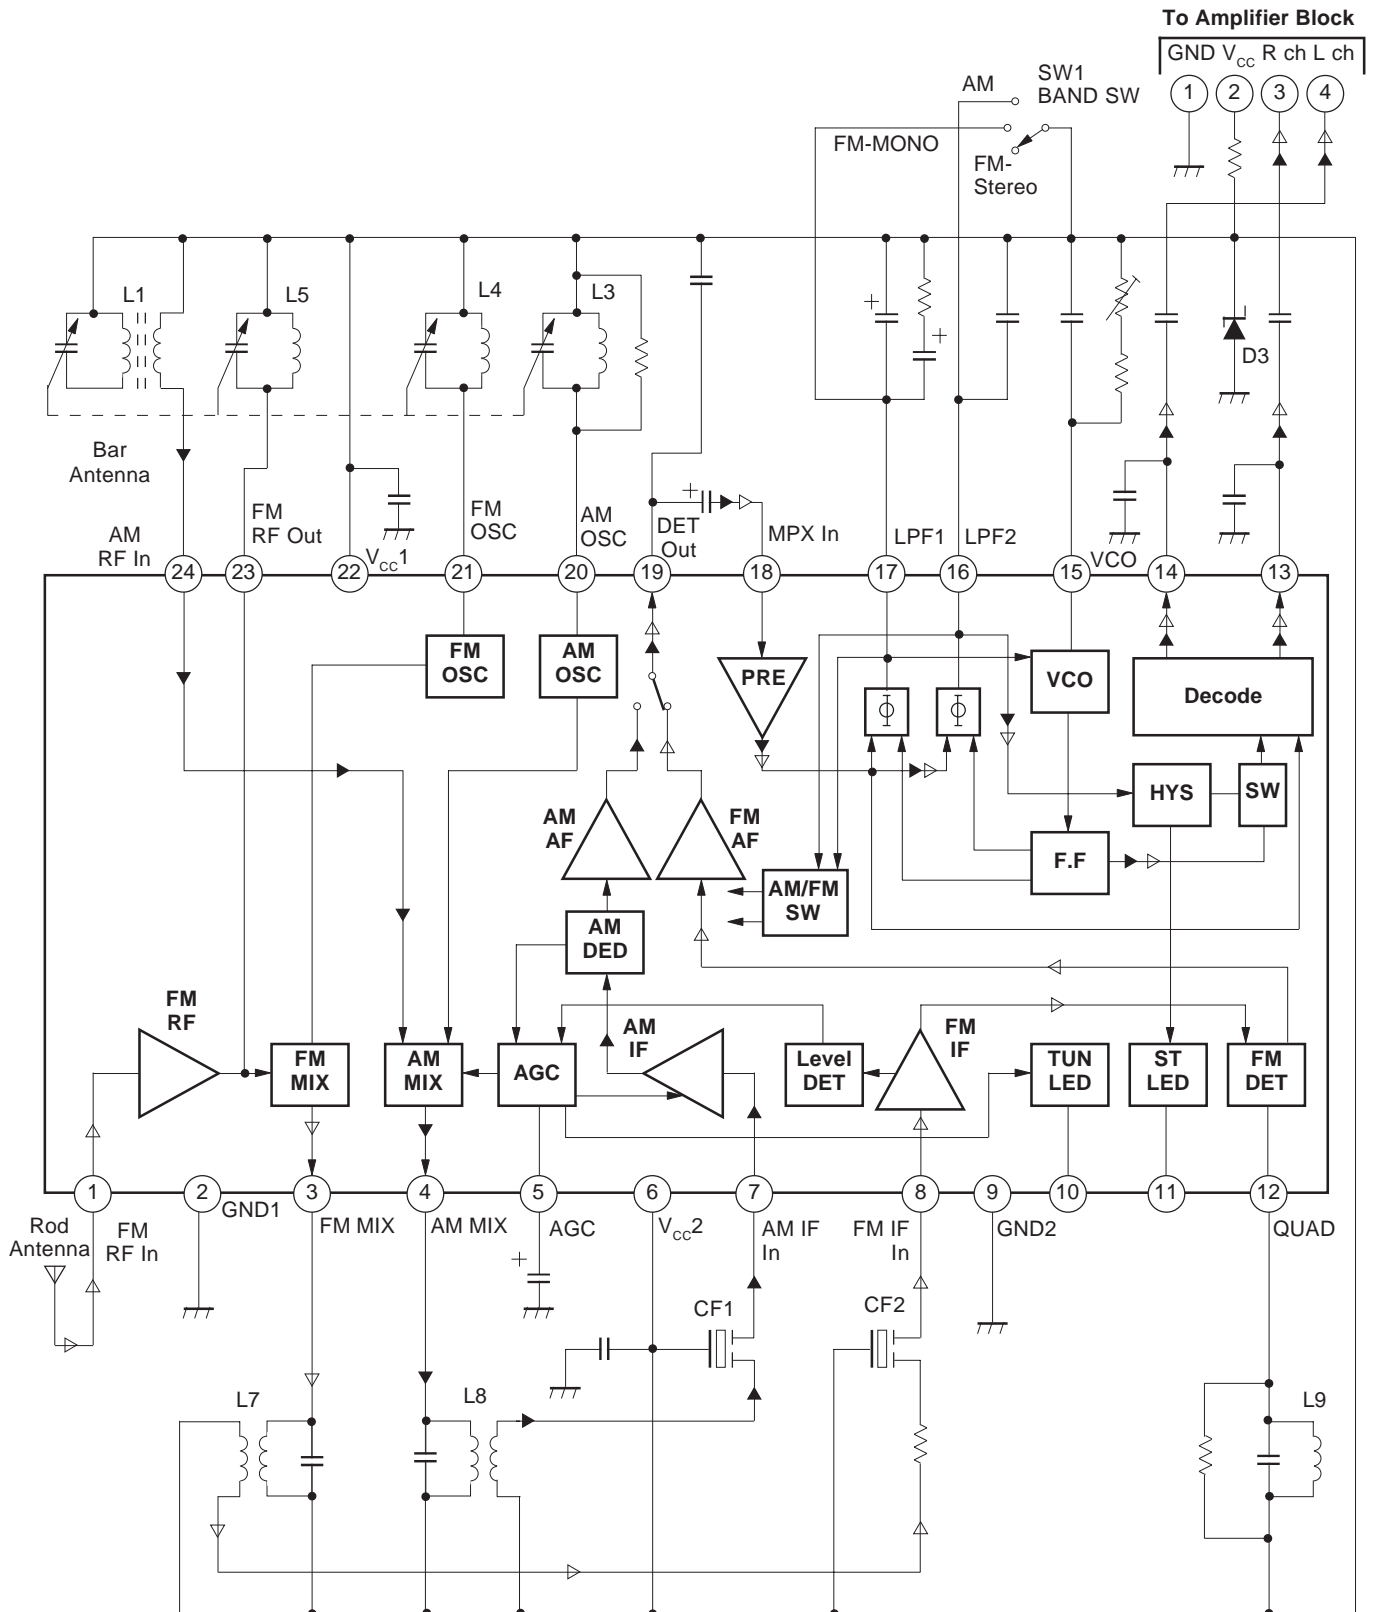 To Amplifier Block
GND VCC R ch L ch
1 2 3 4
AM
SW1
BAND SW
FM-MONO
FM-
Stereo
L1
L5
L4
L3
D3
+
+
Bar
Antenna
+
AM
RF In
FM
RF Out
VCC1
FM
OSC
AM
OSC
DET
Out
MPX In
LPF1
LPF2
VCO
24 23 22 21 20 19 18 17 16 15 14 13
FM
OSC
AM
OSC
PRE
VCO
Decode
HYS
SW
F.F
AM
AF
FM
AF
AM/FM
SW
AM
DED
FM
RF
FM
MIX
AM
MIX
AGC
AM
IF
Level
DET
FM
IF
TUN
LED
ST
LED
FM
DET
1 2 3 4 5 6 7 8 9 10 11 12
Rod
Antenna
FM
RF In
GND1
FM MIX
AM MIX
AGC
VCC2
AM IF
In
FM IF
In
GND2
QUAD
+
CF1
CF2
L7
L8
L9